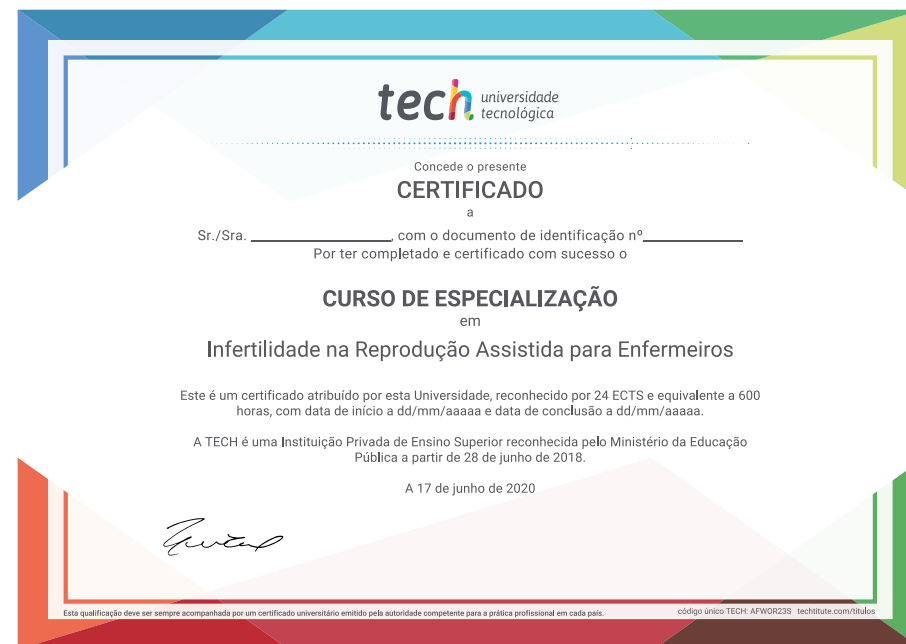 tech universidade
tecnológica
Concede o presente
CERTIFICADO
a
Sr./Sra. ____________________, com o documento de identificação nº______________
Por ter completado e certificado com sucesso o
CURSO DE ESPECIALIZAÇÃO
em
Infertilidade na Reprodução Assistida para Enfermeiros
Este é um certificado atribuído por esta Universidade, reconhecido por 24 ECTS e equivalente a 600
horas, com data de início a dd/mm/aaaaa e data de conclusão a dd/mm/aaaaa.
A TECH é uma Instituição Privada de Ensino Superior reconhecida pelo Ministério da Educação
Pública a partir de 28 de junho de 2018.
A 17 de junho de 2020
Esta qualificação deve ser sempre acompanhada por um certificado universitário emitido pela autoridade competente para a prática profissional em cada país.
código único TECH: AFWOR23S techtitute.com/titulos